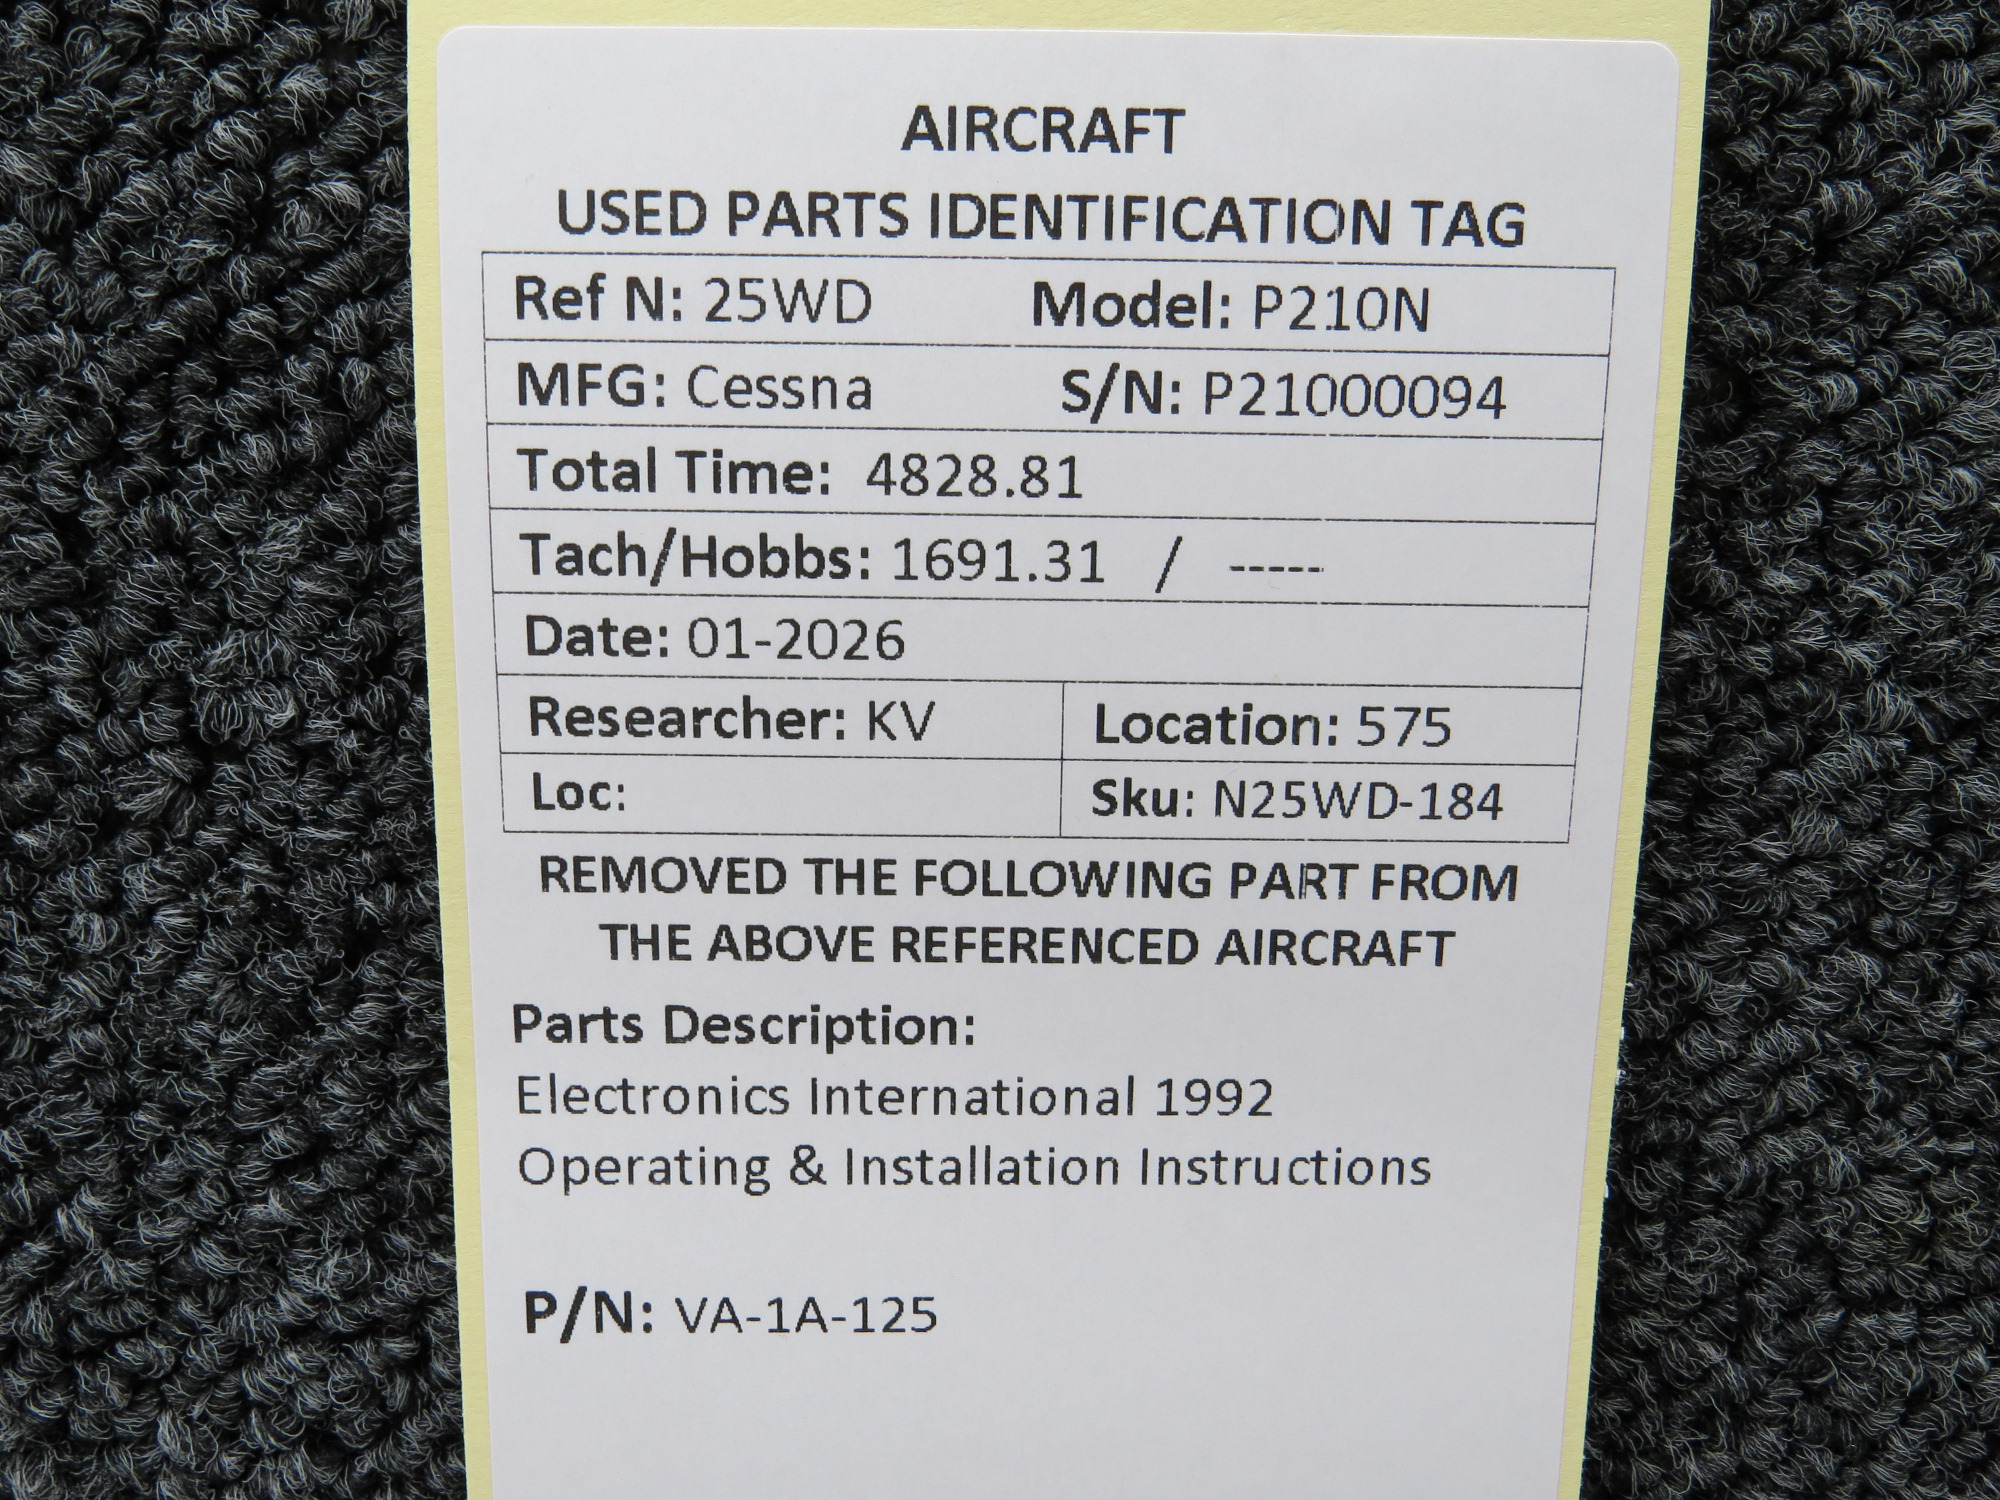 AIRCRAFT
USED PARTS IDENTIFICATION TAG
Ref N: 25WD Model: P210N
MFG: Cessna S/N: P21000094
Total Time: 4828.81
Tach/Hobbs: 1691.31 / -----
Date: 01-2026
Researcher: KV Location: 575
Loc: Sku: N25WD-184
REMOVED THE FOLLOWING PART FROM
THE ABOVE REFERENCED AIRCRAFT
Parts Description:
Electronics International 1992
Operating & Installation Instructions
P/N: VA-1A-125